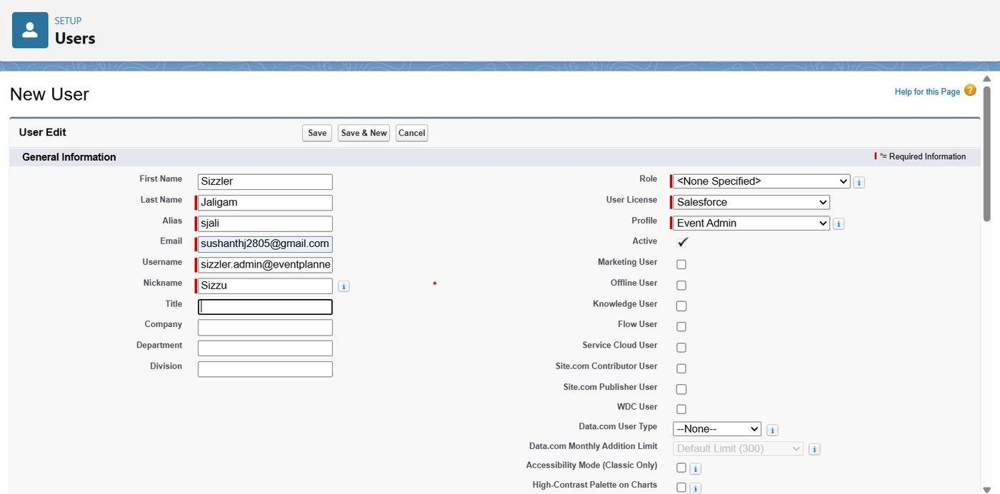 SETUP
Users
New User
Help for this Page ?
User Edit
Save
Save & New
Cancel
General Information
*= Required Information
First Name Sizzler
Last Name Jaligam
Alias sjali
Email sushanthj2805@gmail.com
Username sizzler.admin@eventplanne
Nickname Sizzu i
Title
Company
Department
Division
Role <None Specified> i
User License Salesforce
Profile Event Admin i
Active
Marketing User
Offline User
Knowledge User
Flow User
Service Cloud User
Site.com Contributor User
Site.com Publisher User
WDC User
Data.com User Type --None-- i
Data.com Monthly Addition Limit Default Limit (300) i
Accessibility Mode (Classic Only) i
High-Contrast Palette on Charts i